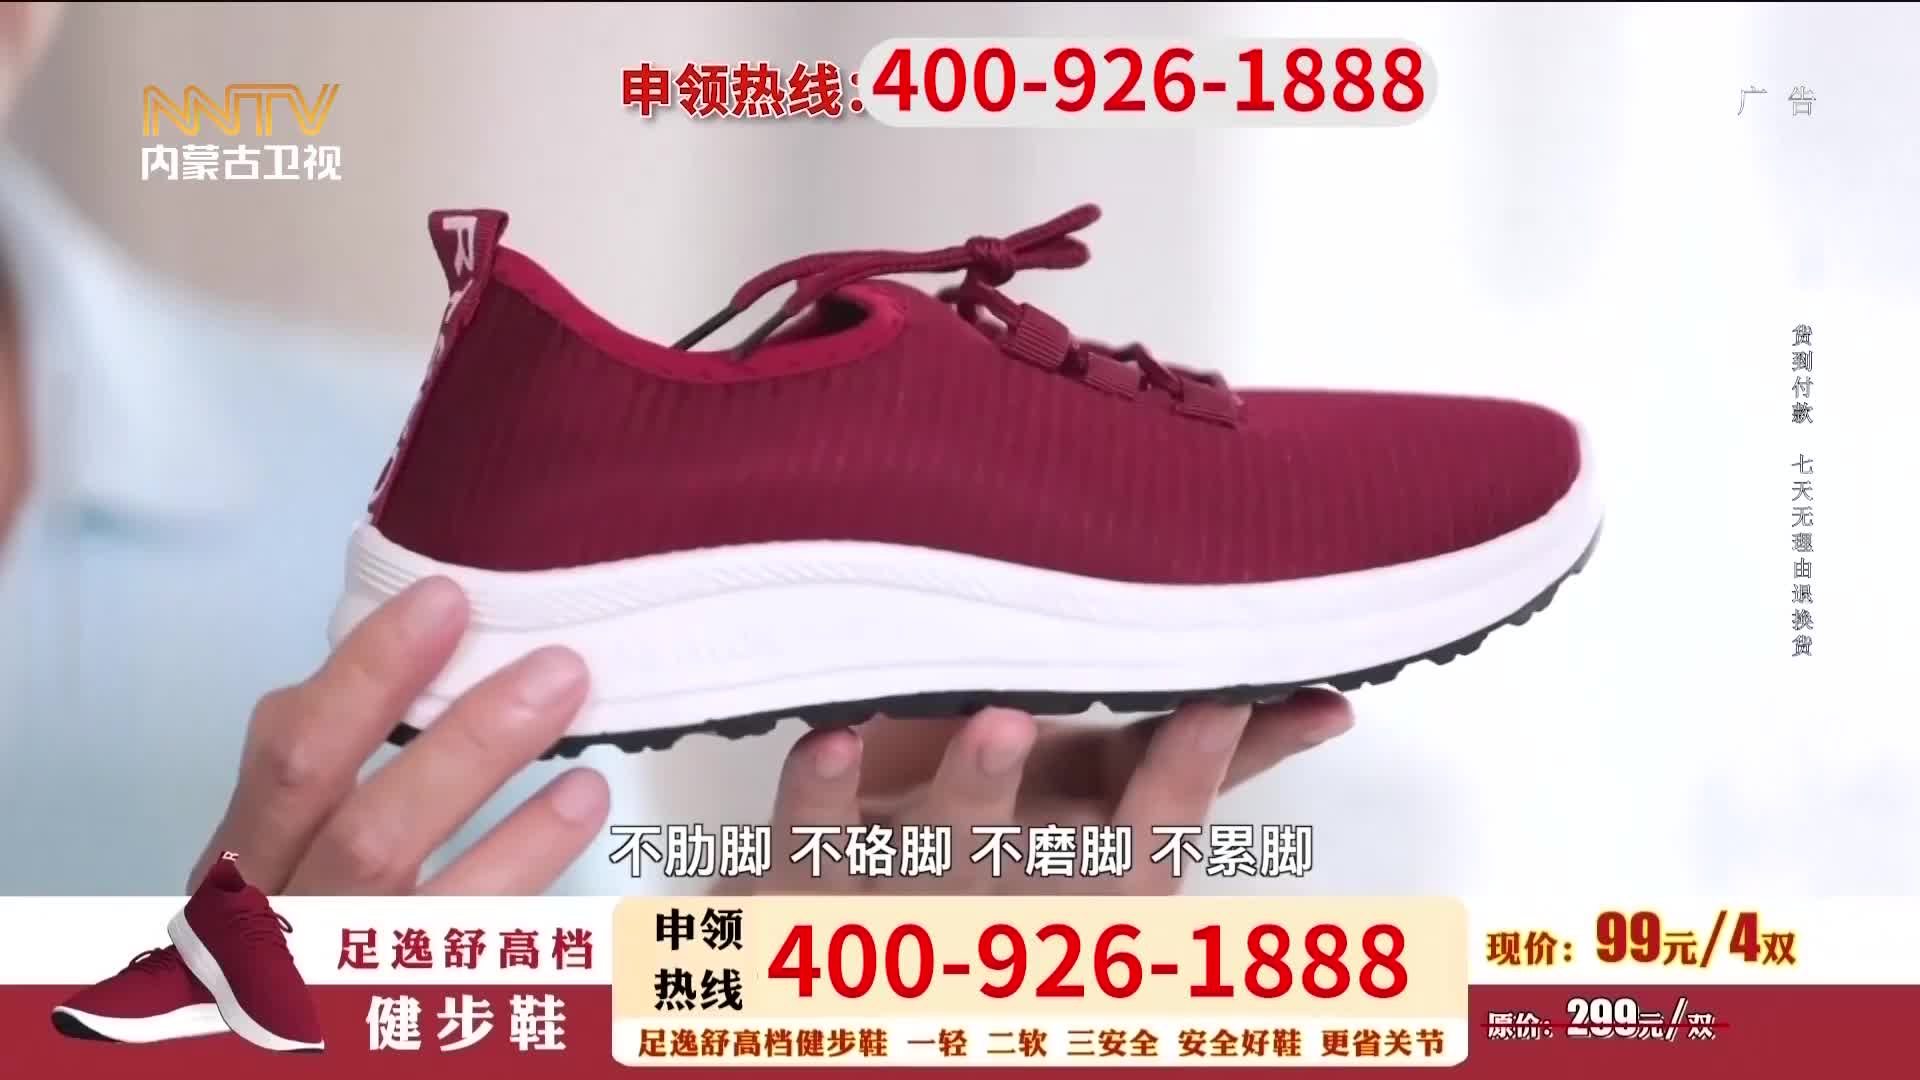 申领热线：400-926-1888
NMTV
内蒙古卫视
广告
货到付款 七天无理由退换货
不肋脚 不硌脚 不磨脚 不累脚
足逸舒高档
健步鞋
申领
热线
400-926-1888
足逸舒高档健步鞋 一轻 二软 三安全 安全好鞋 更省关节
现价：99元/4双
原价：299元/双
R